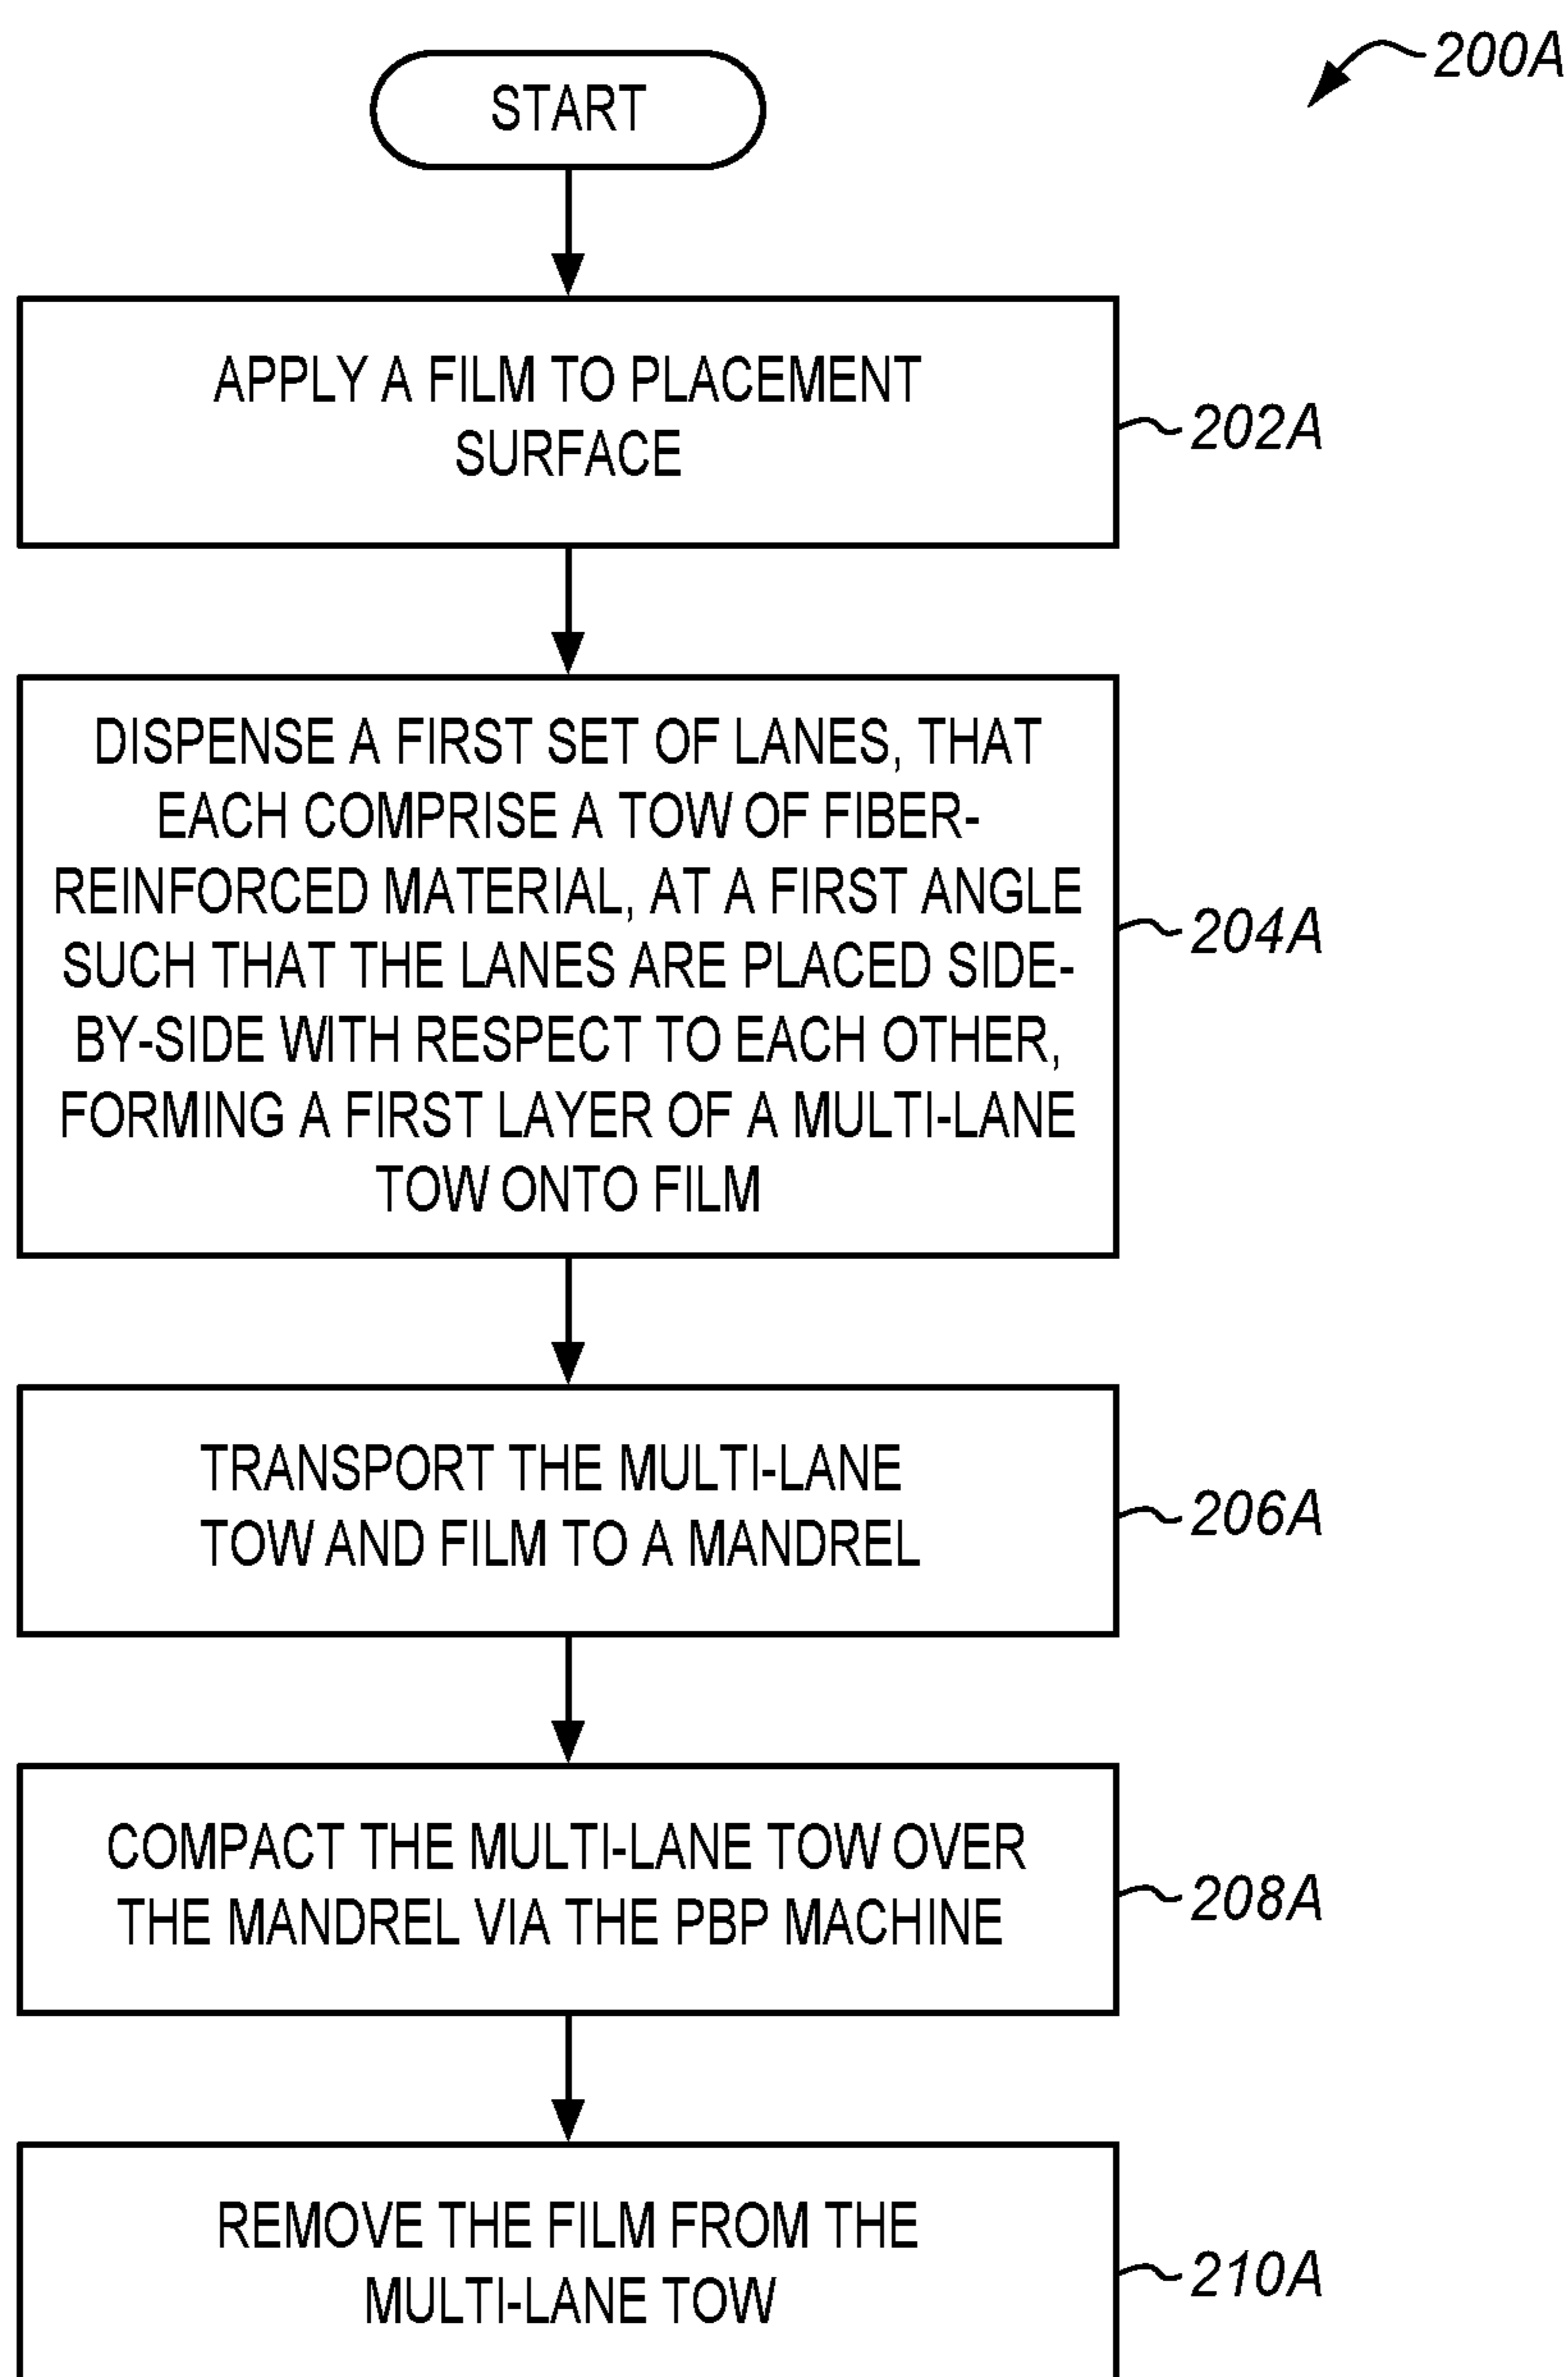 200A
START
APPLY A FILM TO PLACEMENT
SURFACE
202A
DISPENSE A FIRST SET OF LANES, THAT
EACH COMPRISE A TOW OF FIBER-
REINFORCED MATERIAL, AT A FIRST ANGLE
SUCH THAT THE LANES ARE PLACED SIDE-
BY-SIDE WITH RESPECT TO EACH OTHER,
FORMING A FIRST LAYER OF A MULTI-LANE
TOW ONTO FILM
204A
TRANSPORT THE MULTI-LANE
TOW AND FILM TO A MANDREL
206A
COMPACT THE MULTI-LANE TOW OVER
THE MANDREL VIA THE PBP MACHINE
208A
REMOVE THE FILM FROM THE
MULTI-LANE TOW
210A